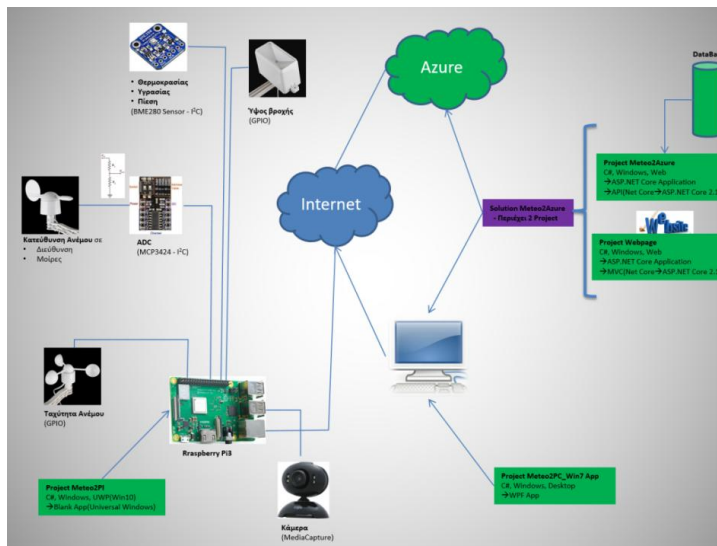 Azure
DataBa
• Θερμοκρασίας
• Υγρασίας
• Πίεση
(BME280 Sensor - I²C)
Ύψος βροχής
(GPIO)
Internet
Project Meteo2Azure
C#, Windows, Web
→ASP.NET Core Application
→API(Net Core→ASP.NET Core 2.1
Solution Meteo2Azure
- Περιέχει 2 Project
Project Webpage
C#, Windows, Web
→ASP.NET Core Application
→MVC(Net Core→ASP.NET Core 2.
Κατεύθυνση Ανέμου σε
• Διεύθυνση
• Μοίρες
ADC
(MCP3424 - I²C)
Ταχύτητα Ανέμου
(GPIO)
Rraspberry Pi3
Project Meteo2PI
C#, Windows, UWP(Win10)
→Blank App(Universal Windows)
Κάμερα
(MediaCapture)
Project Meteo2PC_Win7 App
C#, Windows, Desktop
→WPF App